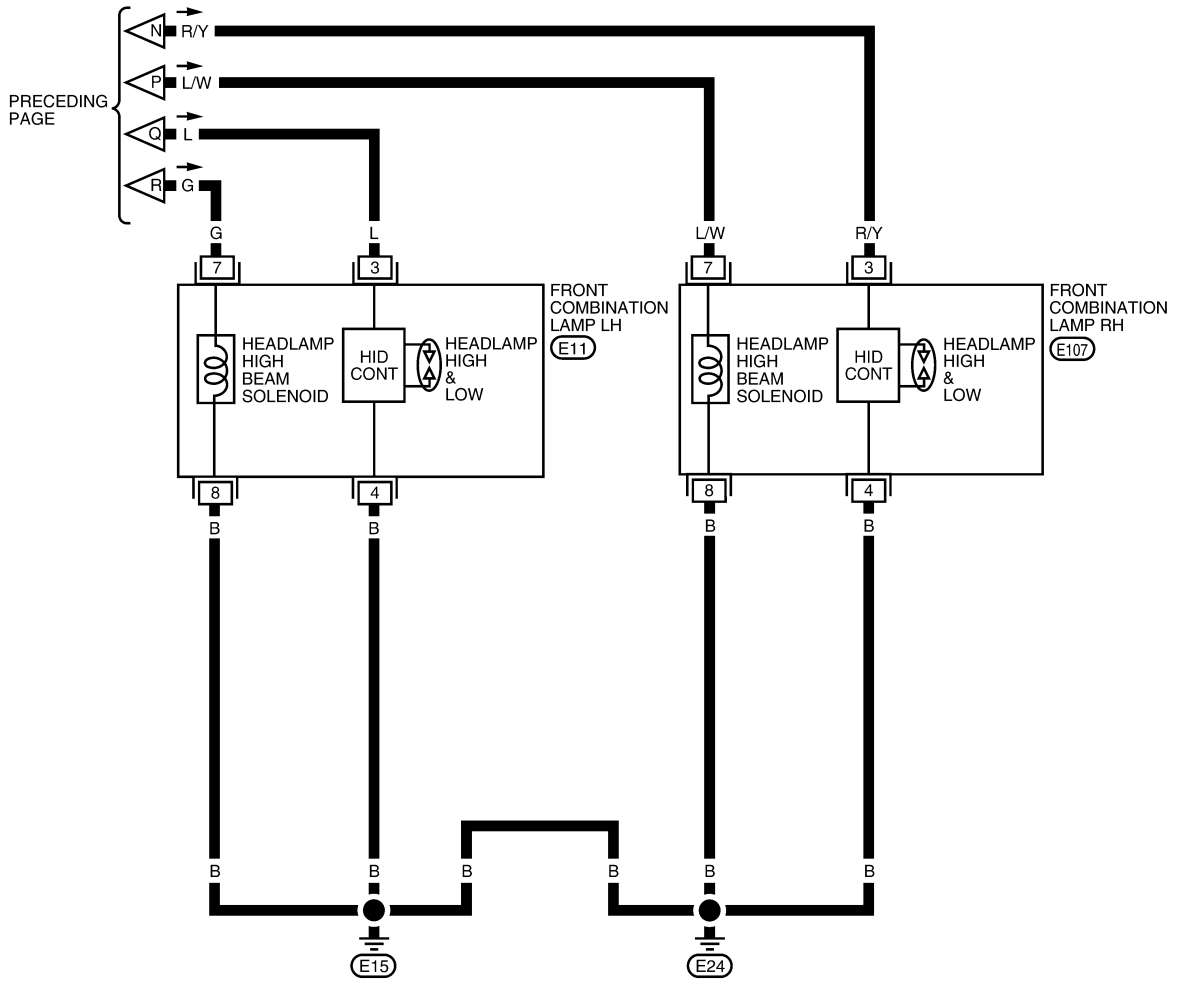 N R/Y
P L/W
PRECEDING
PAGE
Q L
R G
G L L/W R/Y
7 3 7 3
FRONT
COMBINATION
LAMP LH
E11
FRONT
COMBINATION
LAMP RH
E107
HEADLAMP
HIGH
BEAM
SOLENOID
HID
CONT
HEADLAMP
HIGH
&
LOW
HEADLAMP
HIGH
BEAM
SOLENOID
HID
CONT
HEADLAMP
HIGH
&
LOW
8 4 8 4
B B B B
B B B B B B
E15 E24